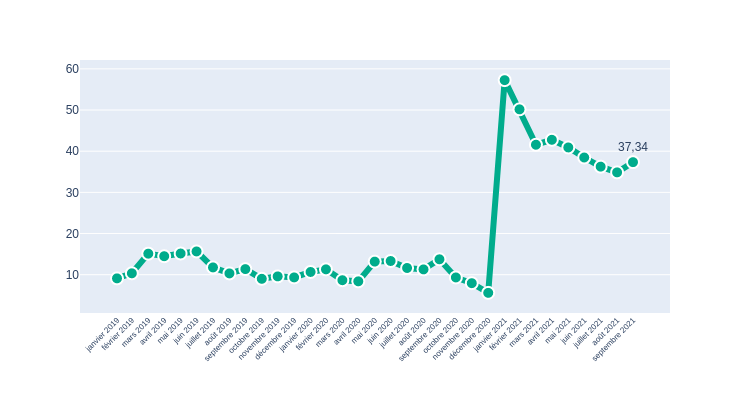 60
50
40
30
20
10
37,34
janvier 2019
février 2019
mars 2019
avril 2019
mai 2019
juin 2019
juillet 2019
août 2019
septembre 2019
octobre 2019
novembre 2019
décembre 2019
janvier 2020
février 2020
mars 2020
avril 2020
mai 2020
juin 2020
juillet 2020
août 2020
septembre 2020
octobre 2020
novembre 2020
décembre 2020
janvier 2021
février 2021
mars 2021
avril 2021
mai 2021
juin 2021
juillet 2021
août 2021
septembre 2021